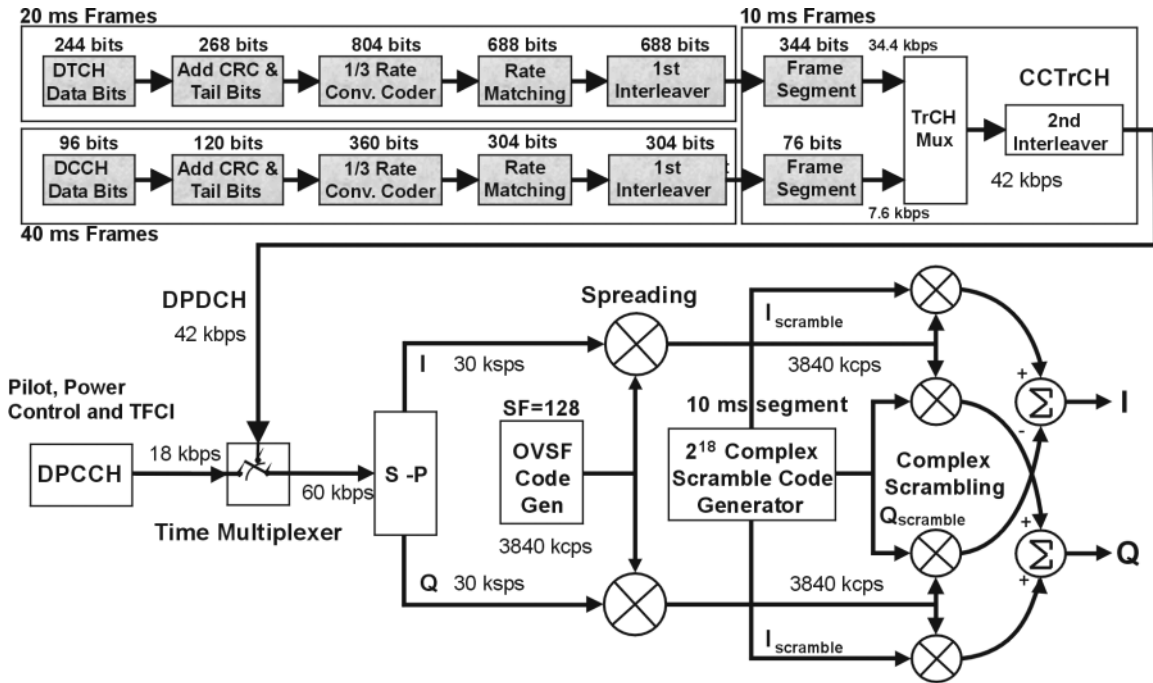 20 ms Frames
10 ms Frames
244 bits
268 bits
804 bits
688 bits
688 bits
344 bits
34.4 kbps
DTCH
Data Bits
Add CRC &
Tail Bits
1/3 Rate
Conv. Coder
Rate
Matching
1st
Interleaver
Frame
Segment
CCTrCH
TrCH
Mux
2nd
Interleaver
42 kbps
96 bits
120 bits
360 bits
304 bits
304 bits
76 bits
DCCH
Data Bits
Add CRC &
Tail Bits
1/3 Rate
Conv. Coder
Rate
Matching
1st
Interleaver
Frame
Segment
7.6 kbps
40 ms Frames
DPDCH
42 kbps
Spreading
I scramble
I
30 ksps
3840 kcps
Pilot, Power
Control and TFCI
DPCCH
18 kbps
60 kbps
Time Multiplexer
S -P
SF=128
OVSF
Code
Gen
3840 kcps
10 ms segment
2^18 Complex
Scramble Code
Generator
Complex
Scrambling
Q scramble
+
Σ
-
I
+
Σ
+
Q
Q
30 ksps
3840 kcps
I scramble